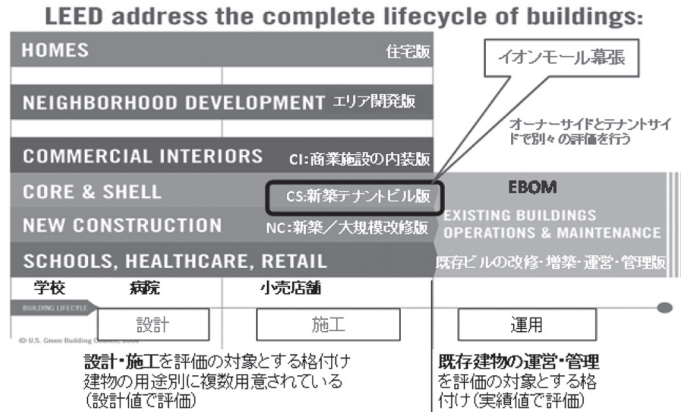 LEED address the complete lifecycle of buildings:
HOMES 住宅版
イオンモール幕張
NEIGHBORHOOD DEVELOPMENT エリア開発版
オーナーサイドとテナントサイ
ドで別々の評価を行う
COMMERCIAL INTERIORS CI:商業施設の内装版
CORE & SHELL CS:新築テナントビル版
EBOM
NEW CONSTRUCTION NC:新築／大規模改修版
EXISTING BUILDINGS
OPERATIONS & MAINTENANCE
SCHOOLS, HEALTHCARE, RETAIL
既存ビルの改修・増築・運営・管理版
学校 病院 小売店舗
BUILDING LIFECYCLE
設計 施工 運用
© U.S. Green Building
設計・施工を評価の対象とする格付け
建物の用途別に複数用意されている
(設計値で評価)
既存建物の運営・管理
を評価の対象とする格
付け(実績値で評価)